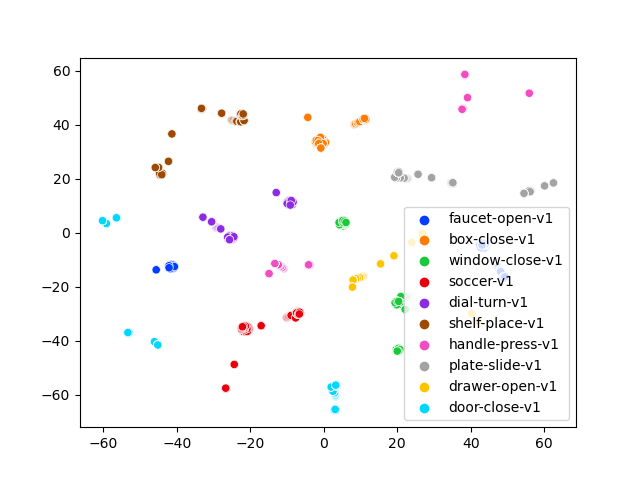 60
40
20
0
−20
−40
−60
−60
−40
−20
0
20
40
60
faucet-open-v1
box-close-v1
window-close-v1
soccer-v1
dial-turn-v1
shelf-place-v1
handle-press-v1
plate-slide-v1
drawer-open-v1
door-close-v1